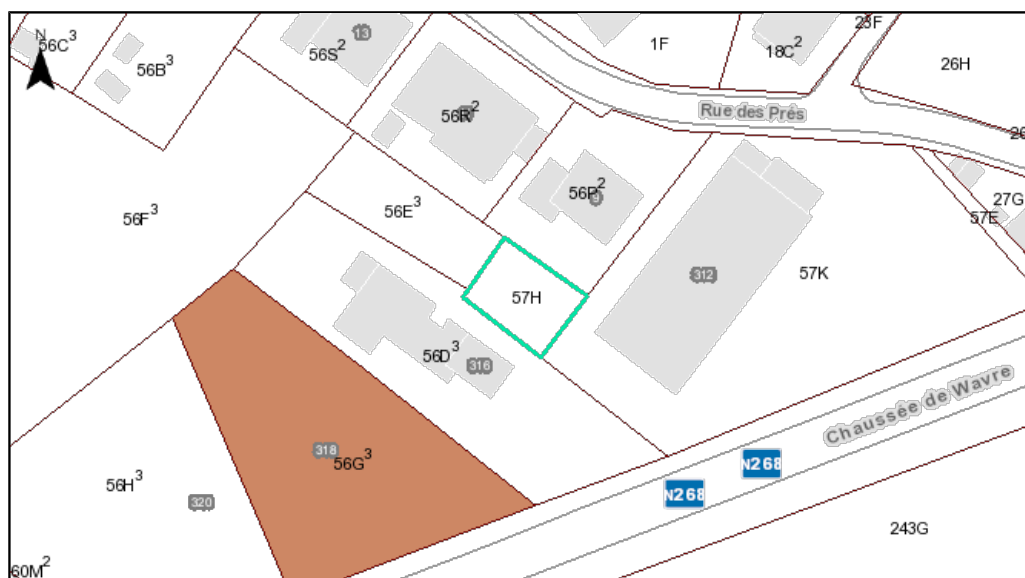 N
56C³
56B³
56S²
13
1F
18C²
23F
26H
56R²
Rue des Prés
56F³
56E³
56P²
9
27G
57E
57H
312
57K
56D³
316
Chaussée de Wavre
318
56G³
N268
N268
56H³
320
243G
60M²